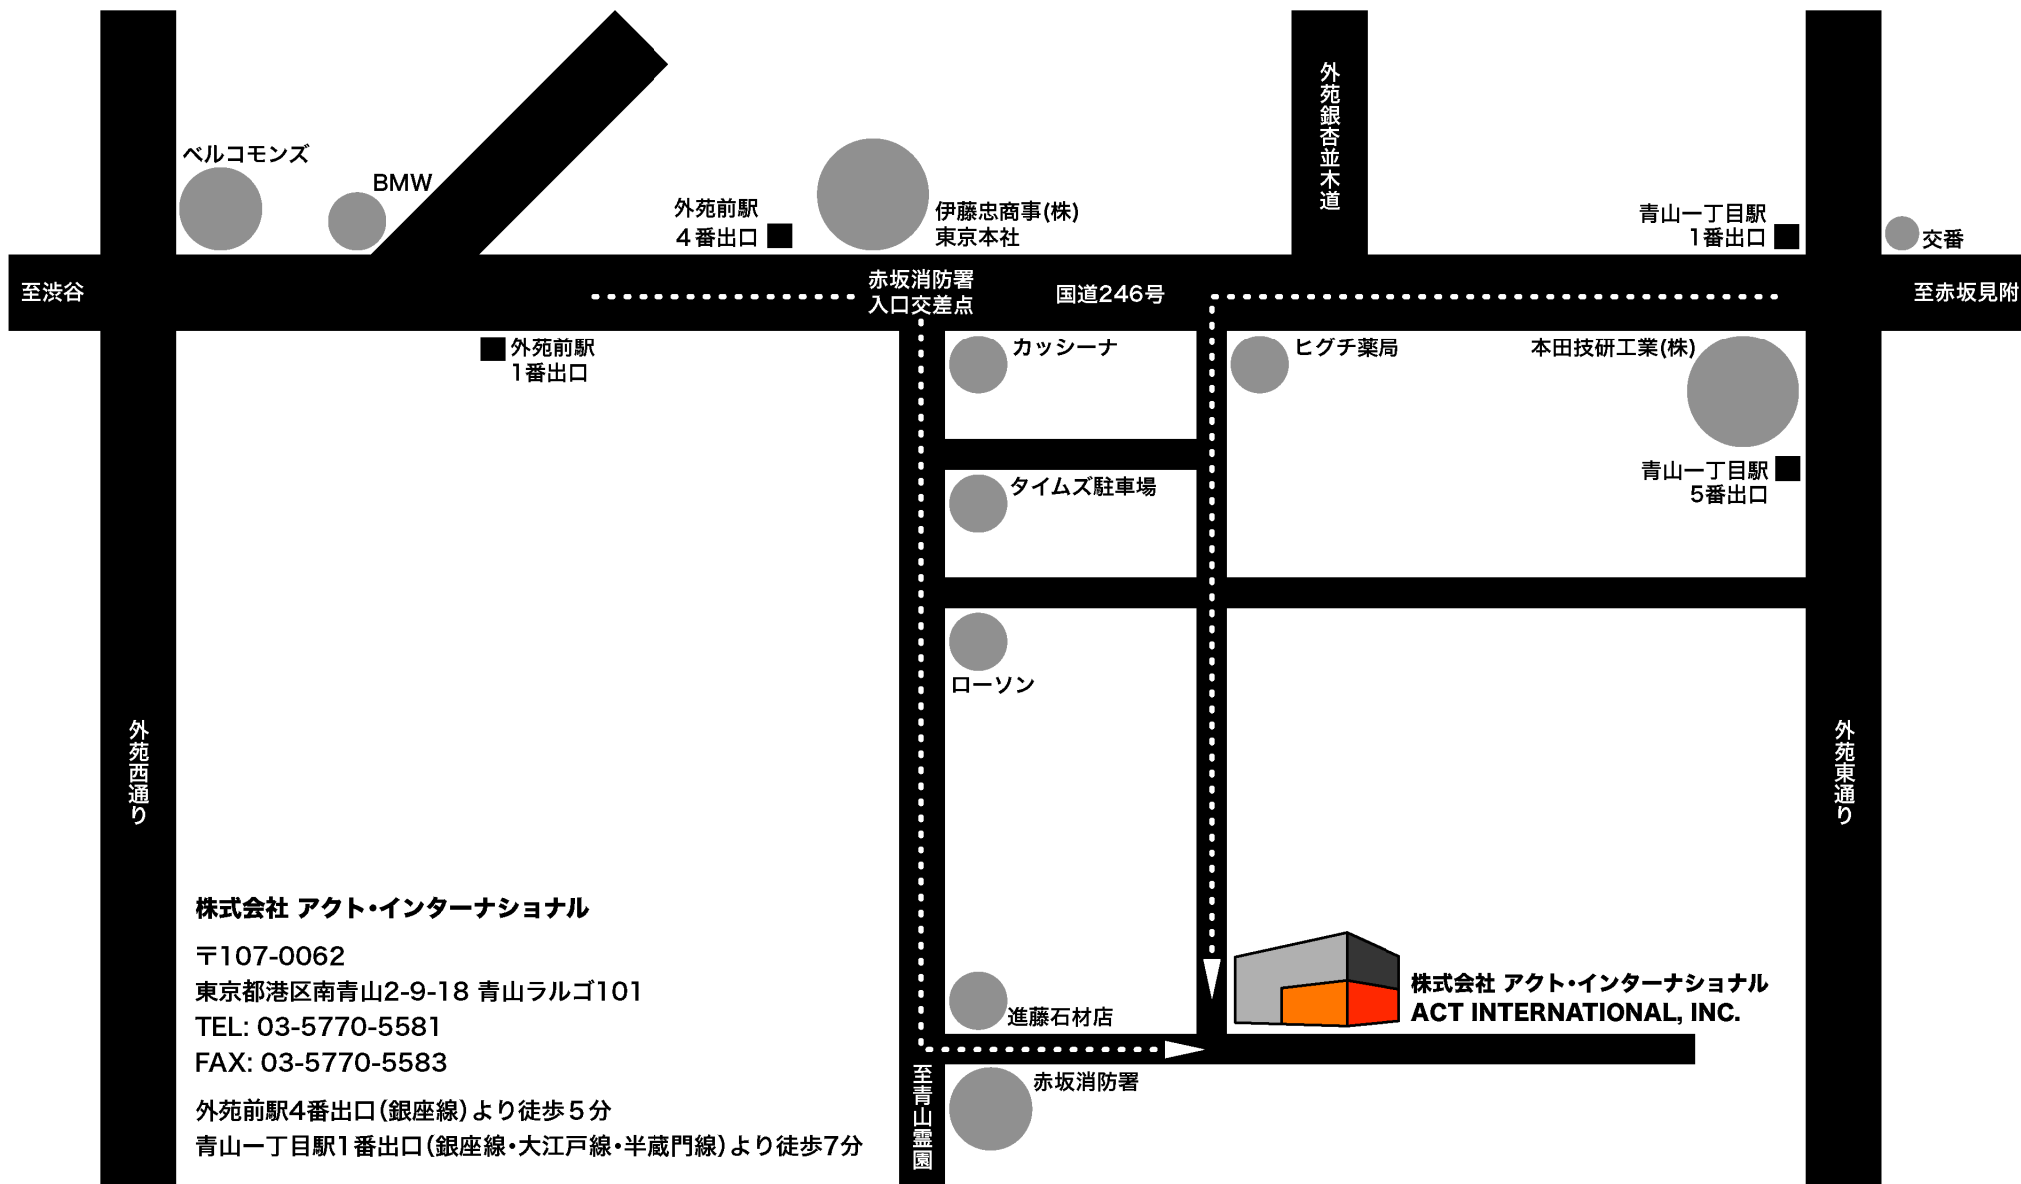 外苑銀杏並木道
ベルコモンズ
BMW
外苑前駅
4番出口
伊藤忠商事(株)
東京本社
青山一丁目駅
1番出口
交番
至渋谷
赤坂消防署
入口交差点
国道246号
至赤坂見附
外苑前駅
1番出口
カッシーナ
ヒグチ薬局
本田技研工業(株)
タイムズ駐車場
青山一丁目駅
5番出口
ローソン
外苑西通り
外苑東通り
株式会社 アクト・インターナショナル
〒107-0062
東京都港区南青山2-9-18 青山ラルゴ101
TEL: 03-5770-5581
FAX: 03-5770-5583
外苑前駅4番出口(銀座線)より徒歩5分
青山一丁目駅1番出口(銀座線・大江戸線・半蔵門線)より徒歩7分
進藤石材店
株式会社 アクト・インターナショナル
ACT INTERNATIONAL, INC.
赤坂消防署
至青山霊園